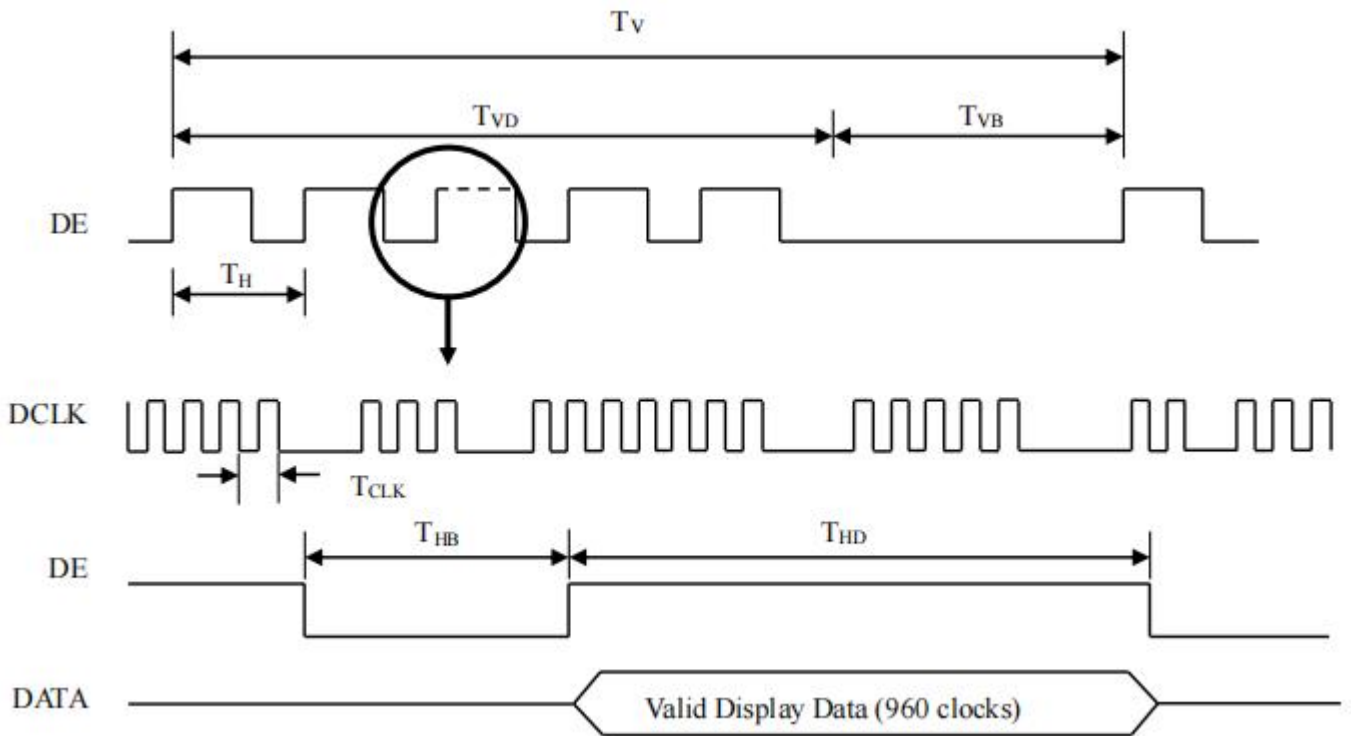 TV
TVD
TVB
DE
TH
DCLK
TCLK
THB
THD
DE
DATA
Valid Display Data (960 clocks)